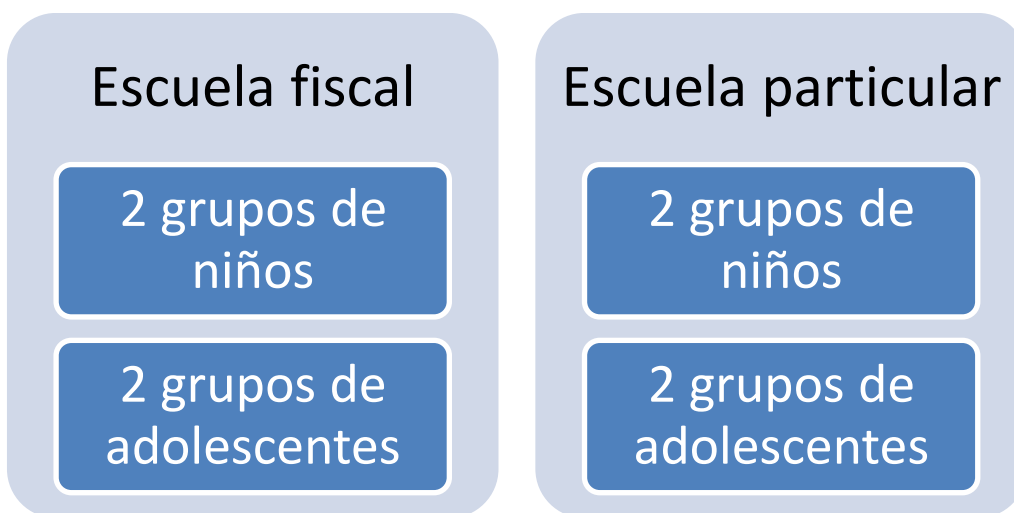 Escuela fiscal
2 grupos de
niños
2 grupos de
adolescentes
Escuela particular
2 grupos de
niños
2 grupos de
adolescentes